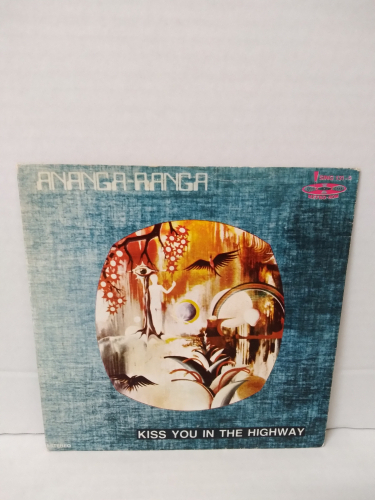 ANANGA-RANGA
KISS YOU IN THE HIGHWAY